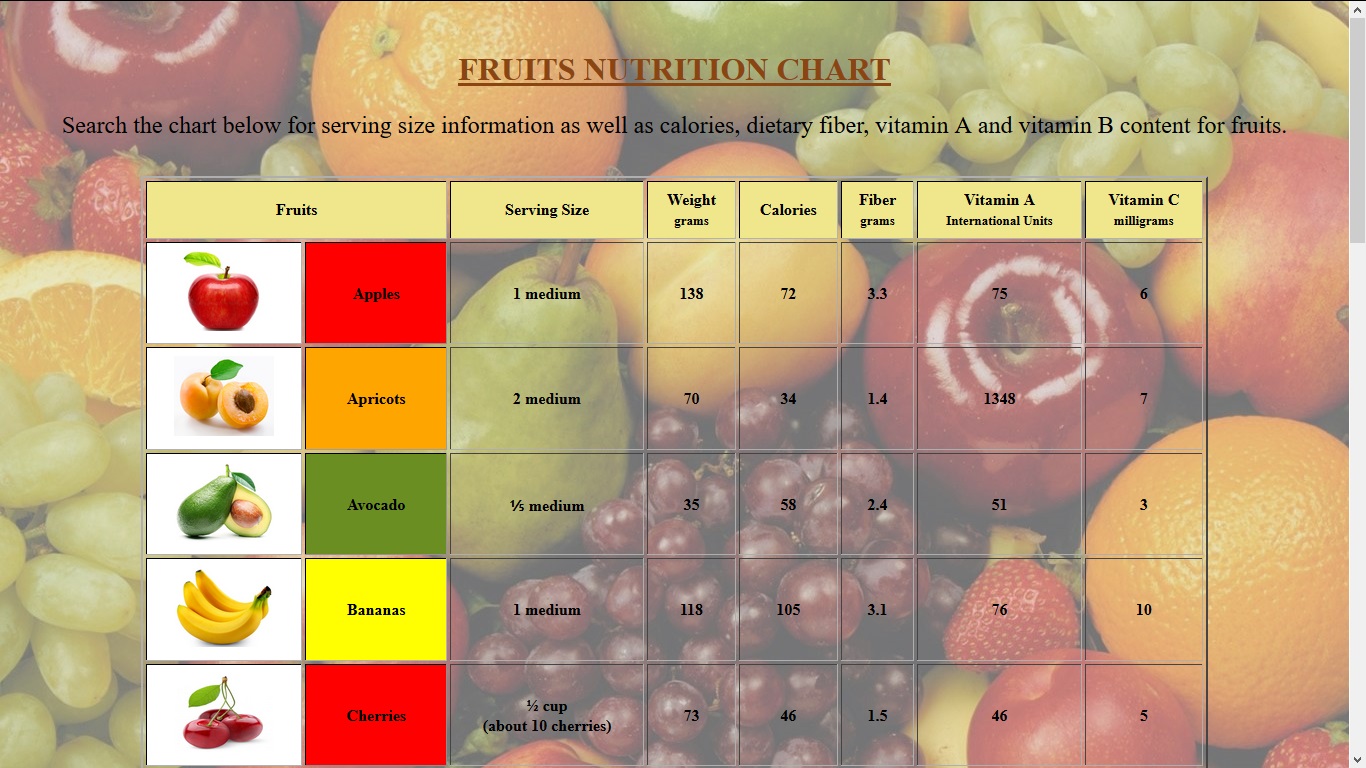 FRUITS NUTRITION CHART
Search the chart below for serving size information as well as calories, dietary fiber, vitamin A and vitamin B content for fruits.
Fruits Serving Size Weight grams Calories Fiber grams Vitamin A International Units Vitamin C milligrams
Apples 1 medium 138 72 3.3 75 6
Apricots 2 medium 70 34 1.4 1348 7
Avocado ⅕ medium 35 58 2.4 51 3
Bananas 1 medium 118 105 3.1 76 10
Cherries ½ cup (about 10 cherries) 73 46 1.5 46 5